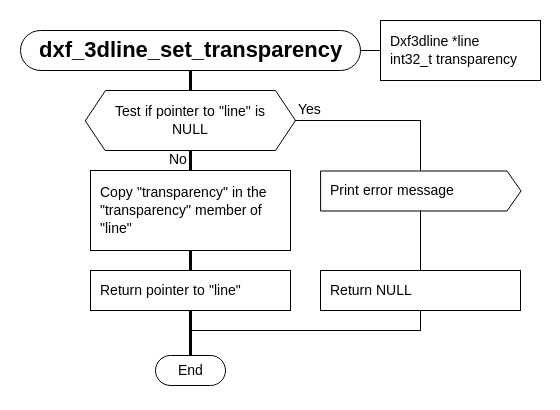 dxf_3dline_set_transparency
Dxf3dline *line
int32_t transparency
Test if pointer to "line" is
NULL
Yes
No
Copy "transparency" in the
"transparency" member of
"line"
Print error message
Return pointer to "line"
Return NULL
End